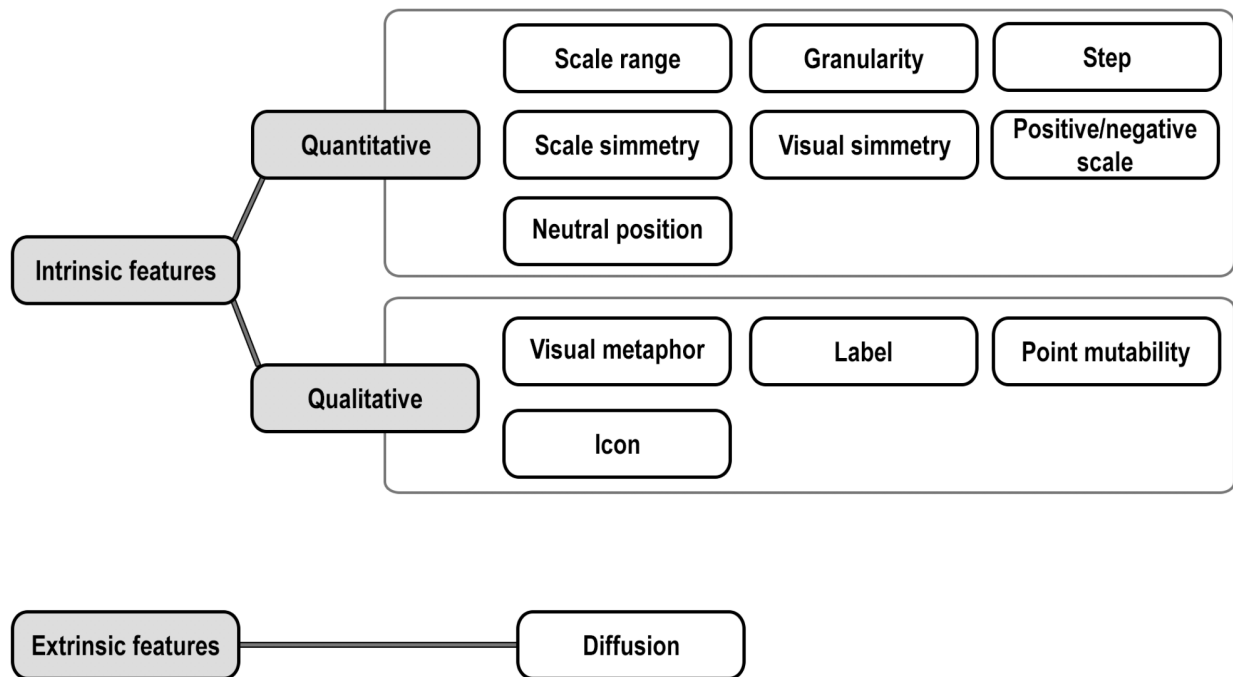 Scale range
Granularity
Step
Quantitative
Scale simmetry
Visual simmetry
Positive/negative
scale
Neutral position
Intrinsic features
Visual metaphor
Label
Point mutability
Qualitative
Icon
Extrinsic features
Diffusion